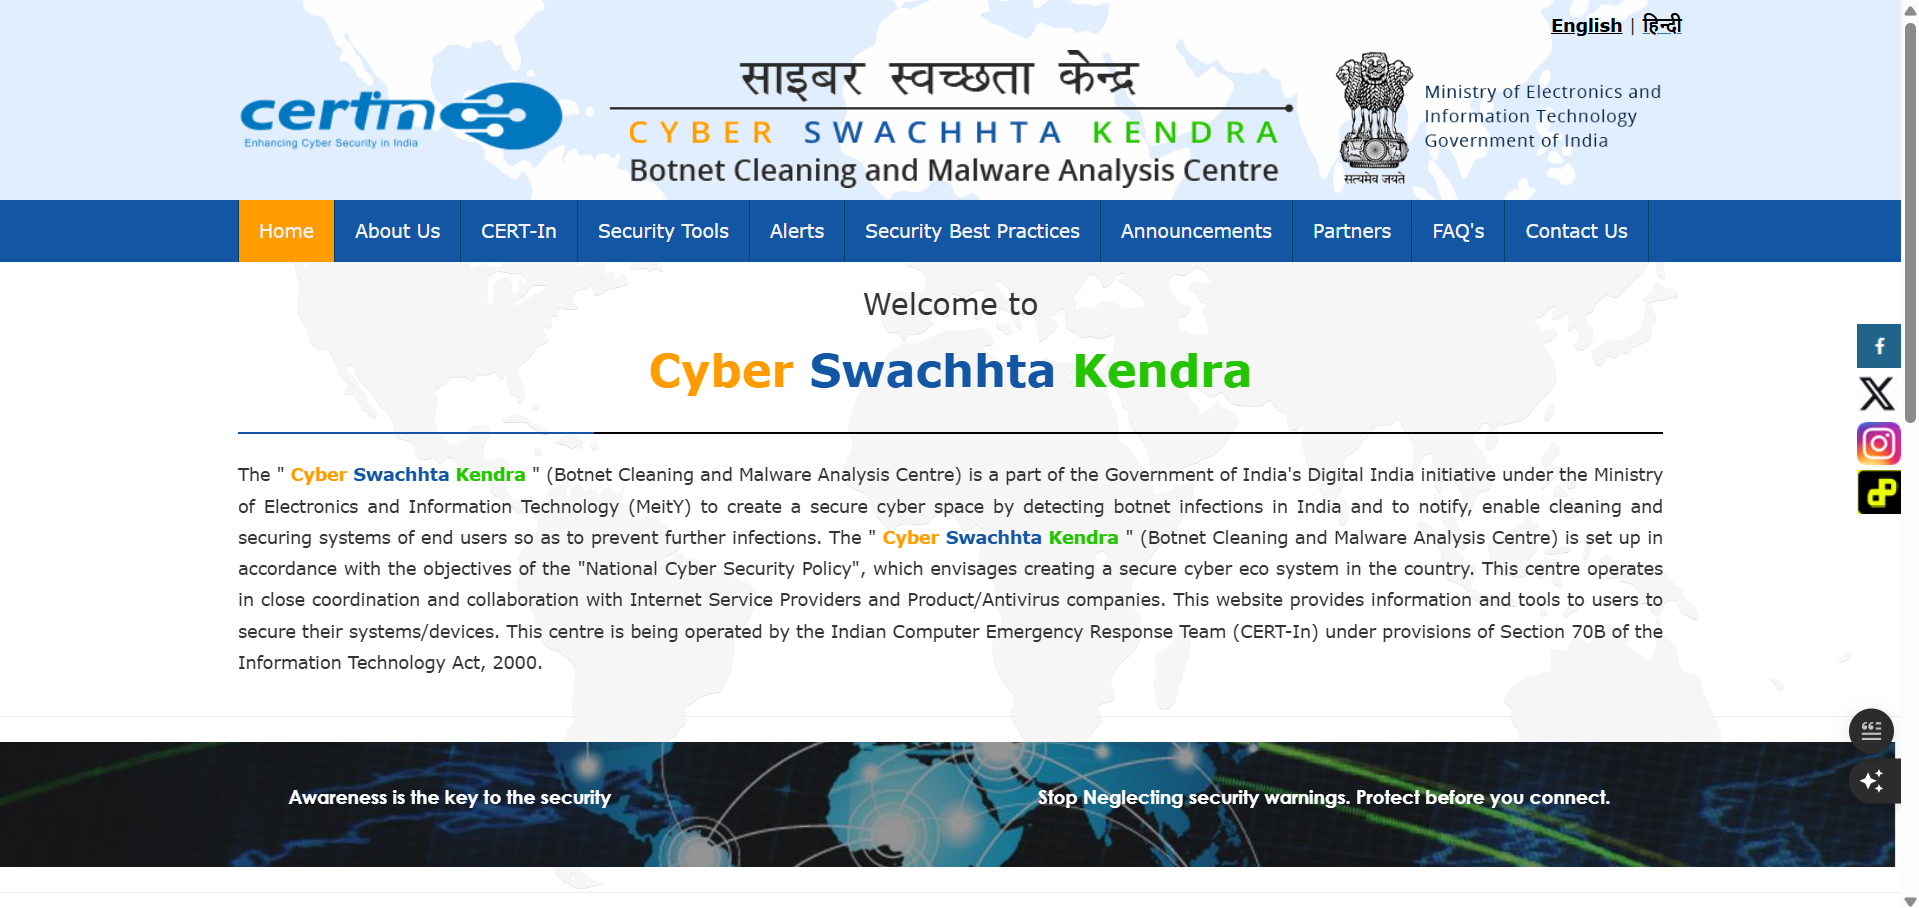 English | हिन्दी
certin
Enhancing Cyber Security in India
साइबर स्वच्छता केन्द्र
CYBER SWACHHTA KENDRA
Botnet Cleaning and Malware Analysis Centre
सत्यमेव जयते
Ministry of Electronics and
Information Technology
Government of India
Home
About Us
CERT-In
Security Tools
Alerts
Security Best Practices
Announcements
Partners
FAQ's
Contact Us
Welcome to
Cyber Swachhta Kendra
The " Cyber Swachhta Kendra " (Botnet Cleaning and Malware Analysis Centre) is a part of the Government of India's Digital India initiative under the Ministry
of Electronics and Information Technology (MeitY) to create a secure cyber space by detecting botnet infections in India and to notify, enable cleaning and
securing systems of end users so as to prevent further infections. The " Cyber Swachhta Kendra " (Botnet Cleaning and Malware Analysis Centre) is set up in
accordance with the objectives of the "National Cyber Security Policy", which envisages creating a secure cyber eco system in the country. This centre operates
in close coordination and collaboration with Internet Service Providers and Product/Antivirus companies. This website provides information and tools to users to
secure their systems/devices. This centre is being operated by the Indian Computer Emergency Response Team (CERT-In) under provisions of Section 70B of the
Information Technology Act, 2000.
Awareness is the key to the security
Stop Neglecting security warnings. Protect before you connect.